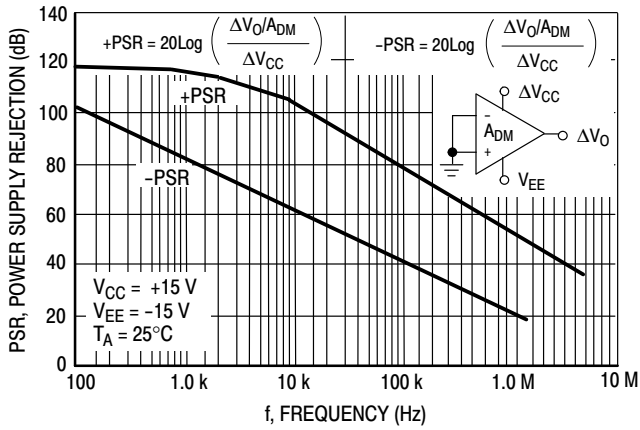 PSR, POWER SUPPLY REJECTION (dB)
140
120
100
80
60
40
20
0
+PSR = 20Log ( ΔVO/ADM / ΔVCC )
−PSR = 20Log ( ΔVO/ADM / ΔVCC )
+PSR
−PSR
ΔVCC
−
ADM
+
ΔVO
VEE
VCC = +15 V
VEE = −15 V
TA = 25°C
100 1.0 k 10 k 100 k 1.0 M 10 M
f, FREQUENCY (Hz)